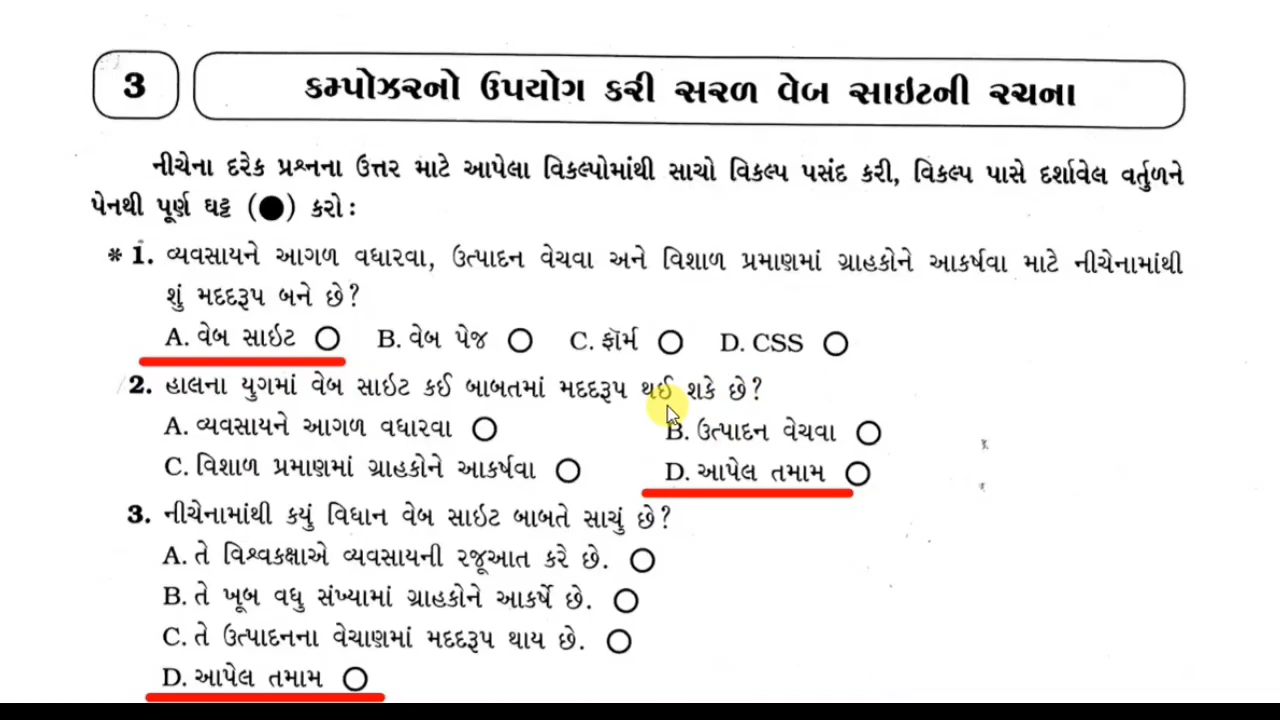 3
કમ્પોઝરનો ઉપયોગ કરી સરળ વેબ સાઇટની રચના
નીચેના દરેક પ્રશ્નના ઉત્તર માટે આપેલા વિકલ્પોમાંથી સાચો વિકલ્પ પસંદ કરી, વિકલ્પ પાસે દર્શાવેલ વર્તુળને
પેનથી પૂર્ણ ઘટ્ટ (●) કરો:
* 1. વ્યવસાયને આગળ વધારવા, ઉત્પાદન વેચવા અને વિશાળ પ્રમાણમાં ગ્રાહકોને આકર્ષવા માટે નીચેનામાંથી
શું મદદરૂપ બને છે?
A. વેબ સાઇટ ○ B. વેબ પેજ ○ C. ફૉર્મ ○ D. CSS ○
2. હાલના યુગમાં વેબ સાઇટ કઈ બાબતમાં મદદરૂપ થઈ શકે છે?
A. વ્યવસાયને આગળ વધારવા ○ B. ઉત્પાદન વેચવા ○
C. વિશાળ પ્રમાણમાં ગ્રાહકોને આકર્ષવા ○ D. આપેલ તમામ ○
3. નીચેનામાંથી કયું વિધાન વેબ સાઇટ બાબતે સાચું છે?
A. તે વિશ્વકક્ષાએ વ્યવસાયની રજૂઆત કરે છે. ○
B. તે ખૂબ વધુ સંખ્યામાં ગ્રાહકોને આકર્ષે છે. ○
C. તે ઉત્પાદનના વેચાણમાં મદદરૂપ થાય છે. ○
D. આપેલ તમામ ○